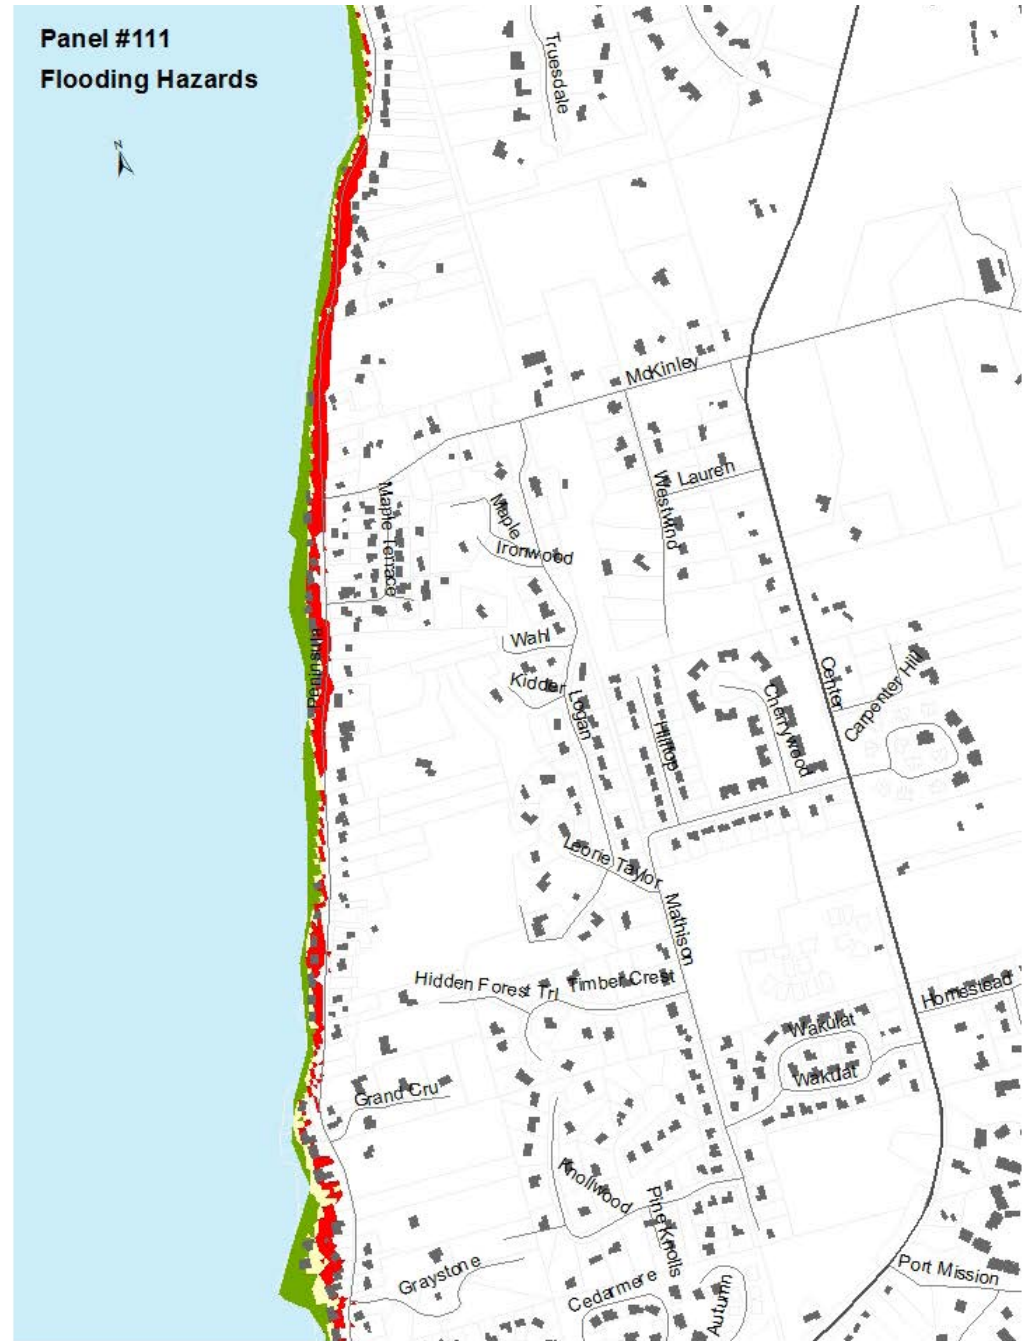 Panel #111
Flooding Hazards
N
Truesdale
McKinley
Lauren
Westwind
Maple Terrace
Maple
Ironwood
Wahl
Kidder
Logan
Peninsula
Hilltop
Cherrywood
Center
Carpenter Hill
Leorie Taylor
Mathison
Hidden Forest Trl
Timber Crest
Homestead
Wakulat
Wakulat
Grand Cru
Knollwood
Pine Knolls
Graystone
Cedarmere
Autumn
Port Mission